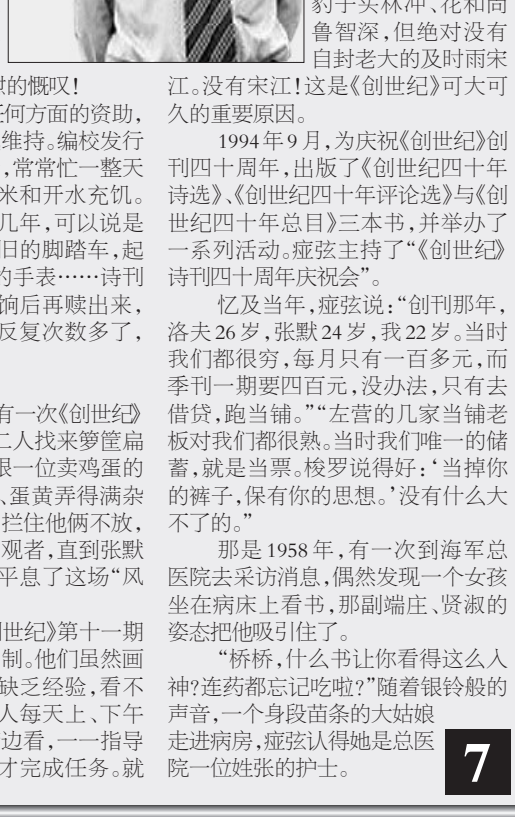 慰的慨叹！
任何方面的资助，
维持。编校发行
，常常忙一整天
米和开水充饥。
几年，可以说是
旧的脚踏车，起
的手表……诗刊
饷后再赎出来，
反复次数多了，
有一次《创世纪》
二人找来箩筐扁
跟一位卖鸡蛋的
、蛋黄弄得满杂
拦住他俩不放，
观者，直到张默
平息了这场“风
创世纪》第十一期
制。他们虽然画
缺乏经验，看不
人每天上、下午
边看，一一指导
才完成任务。就
豹子头林冲、花和尚
鲁智深，但绝对没有
自封老大的及时雨宋
江。没有宋江！这是《创世纪》可大可
久的重要原因。
1994年9月，为庆祝《创世纪》创
刊四十周年，出版了《创世纪四十年
诗选》、《创世纪四十年评论选》与《创
世纪四十年总目》三本书，并举办了
一系列活动。痖弦主持了“《创世纪》
诗刊四十周年庆祝会”。
忆及当年，痖弦说：“创刊那年，
洛夫26岁，张默24岁，我22岁。当时
我们都很穷，每月只有一百多元，而
季刊一期要四百元，没办法，只有去
借贷，跑当铺。”“左营的几家当铺老
板对我们都很熟。当时我们唯一的储
蓄，就是当票。梭罗说得好：‘当掉你
的裤子，保有你的思想。’没有什么大
不了的。”
那是1958年，有一次到海军总
医院去采访消息，偶然发现一个女孩
坐在病床上看书，那副端庄、贤淑的
姿态把他吸引住了。
“桥桥，什么书让你看得这么入
神？连药都忘记吃啦？”随着银铃般的
声音，一个身段苗条的大姑娘
走进病房，痖弦认得她是总医
院一位姓张的护士。
7